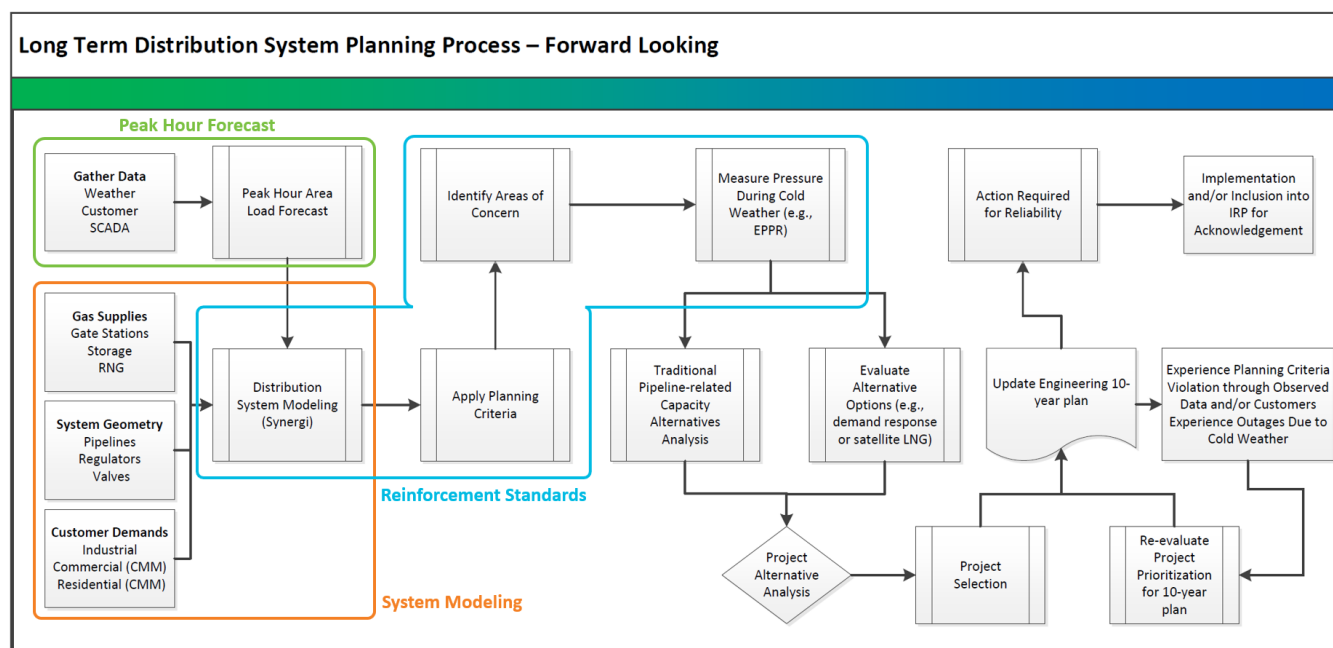 Long Term Distribution System Planning Process – Forward Looking
Peak Hour Forecast
Gather Data
Weather
Customer
SCADA
Peak Hour Area
Load Forecast
Identify Areas of
Concern
Measure Pressure
During Cold
Weather (e.g.,
EPPR)
Action Required
for Reliability
Implementation
and/or Inclusion into
IRP for
Acknowledgement
Gas Supplies
Gate Stations
Storage
RNG
System Geometry
Pipelines
Regulators
Valves
Customer Demands
Industrial
Commercial (CMM)
Residential (CMM)
Distribution
System Modeling
(Synergi)
Apply Planning
Criteria
Traditional
Pipeline-related
Capacity
Alternatives
Analysis
Evaluate
Alternative
Options (e.g.,
demand response
or satellite LNG)
Update Engineering 10-
year plan
Experience Planning Criteria
Violation through Observed
Data and/or Customers
Experience Outages Due to
Cold Weather
Reinforcement Standards
System Modeling
Project
Alternative
Analysis
Project
Selection
Re-evaluate
Project
Prioritization
for 10-year
plan